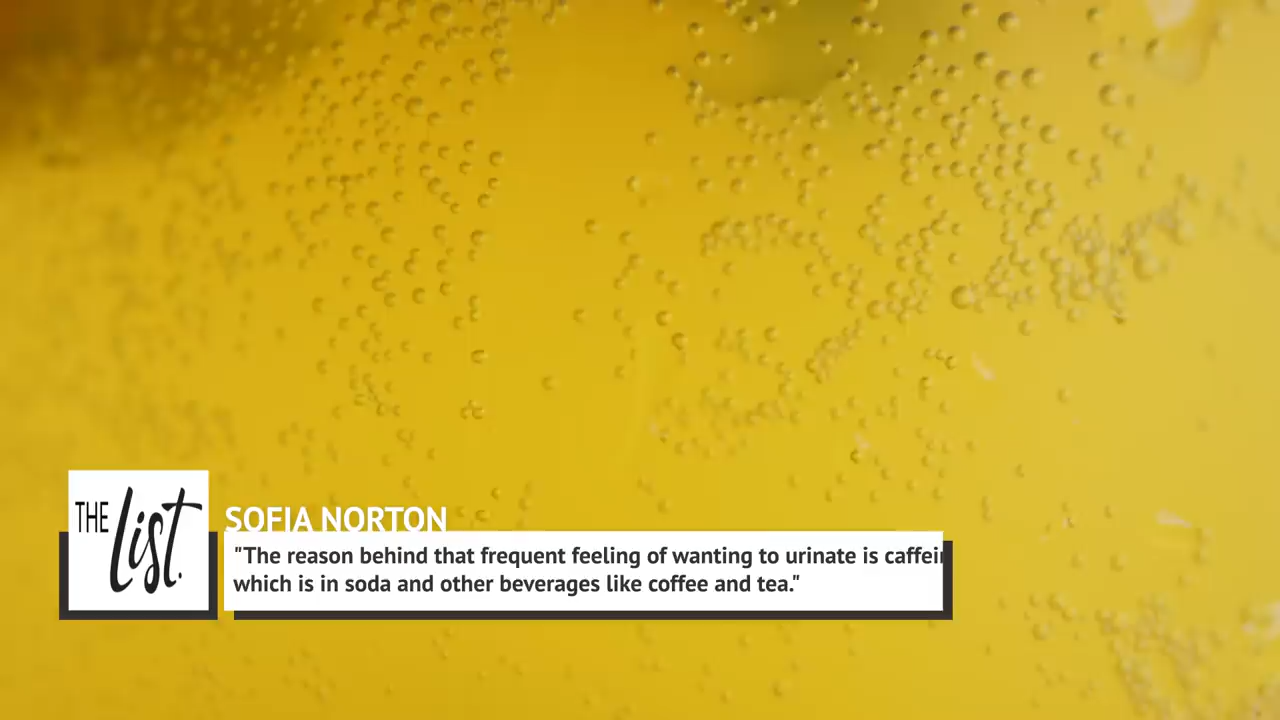 THE
List.
SOFIA NORTON
"The reason behind that frequent feeling of wanting to urinate is
which is in soda and other beverages like coffee and tea."